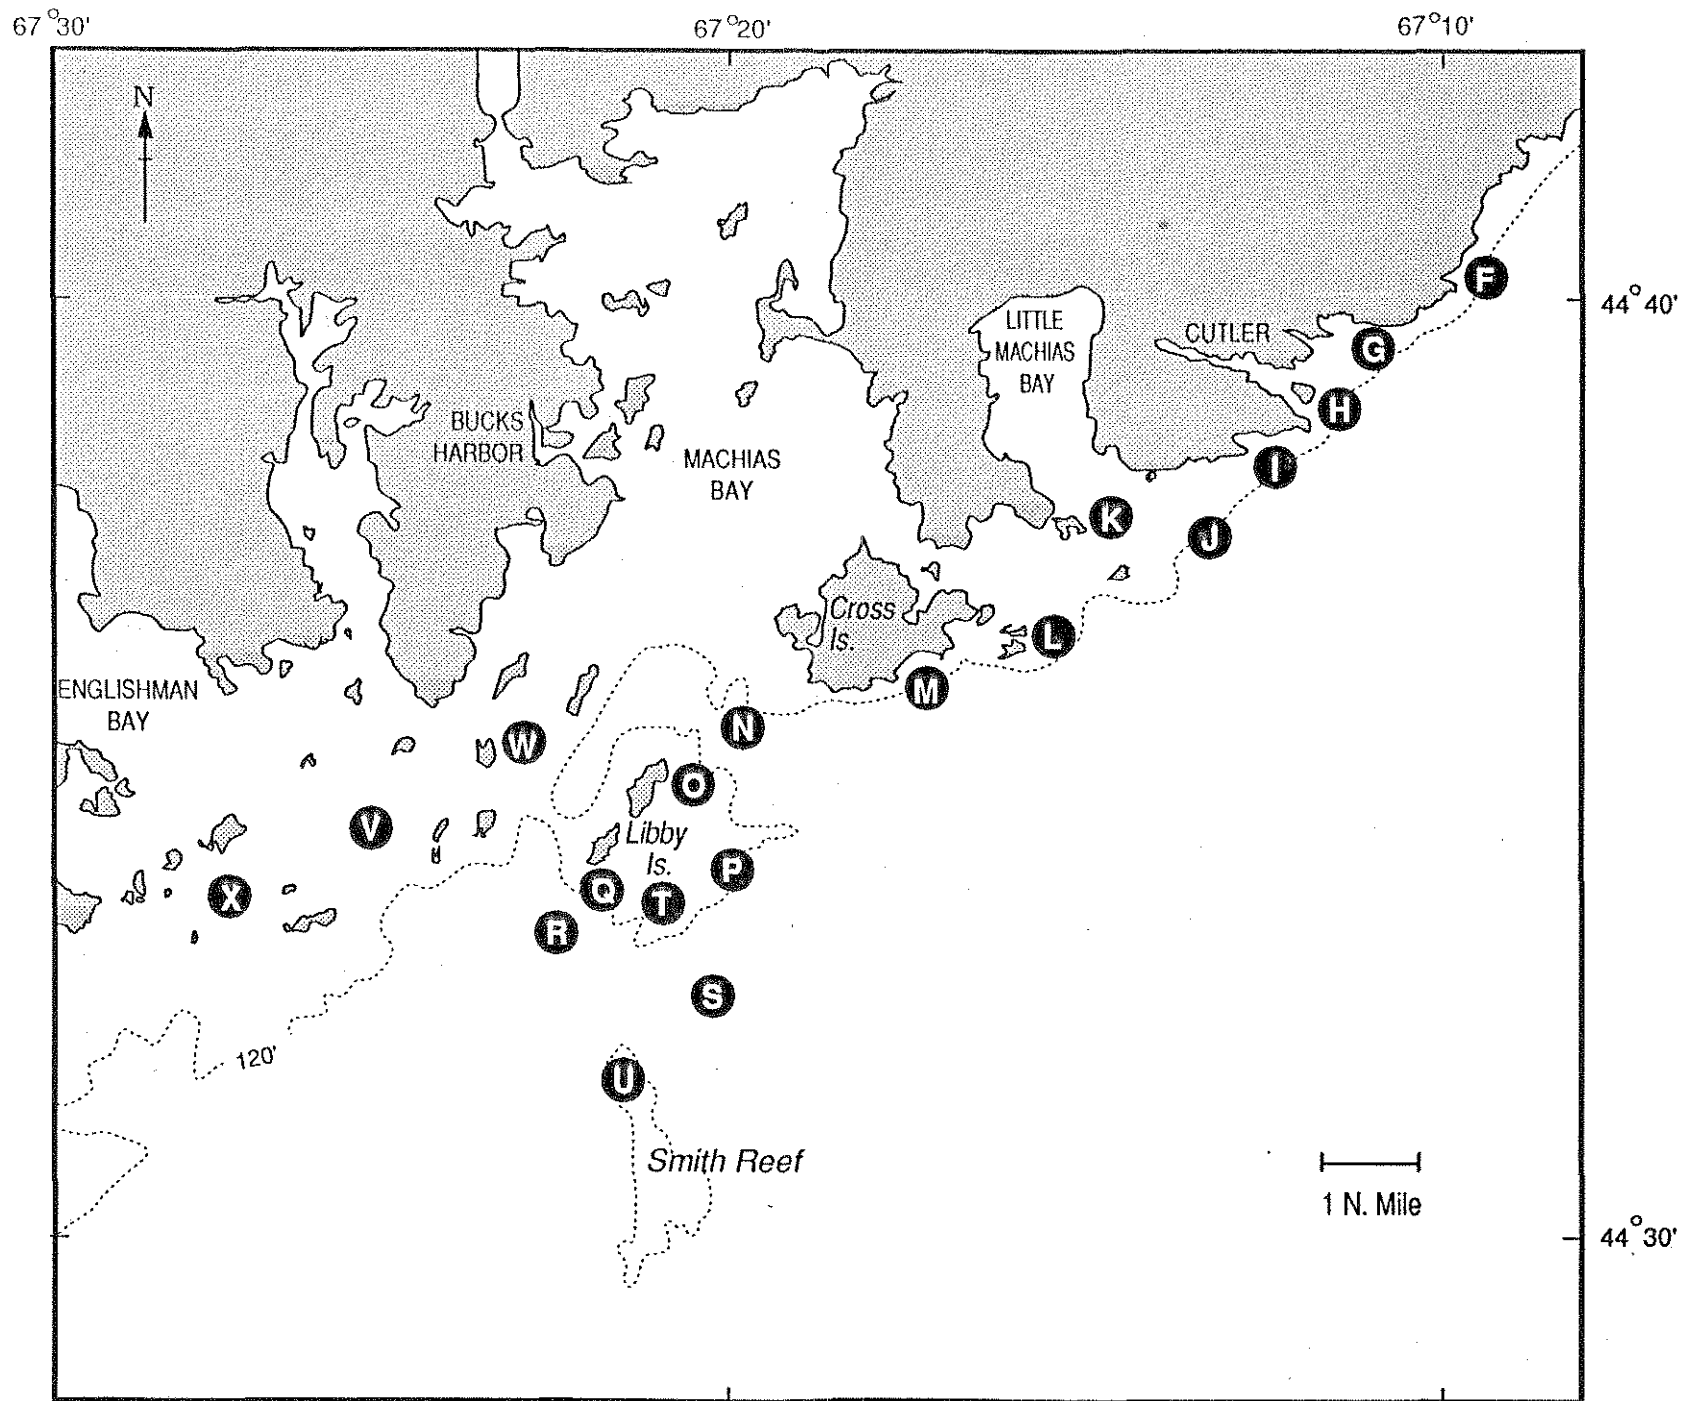 67°30'
67°20'
67°10'
N
F
44°40'
LITTLE
MACHIAS
BAY
CUTLER
G
H
BUCKS
HARBOR
MACHIAS
BAY
I
K
J
Cross
Is.
L
ENGLISHMAN
BAY
M
N
W
O
V
Libby
Is.
P
Q
X
T
R
S
120'
U
Smith Reef
1 N. Mile
44°30'